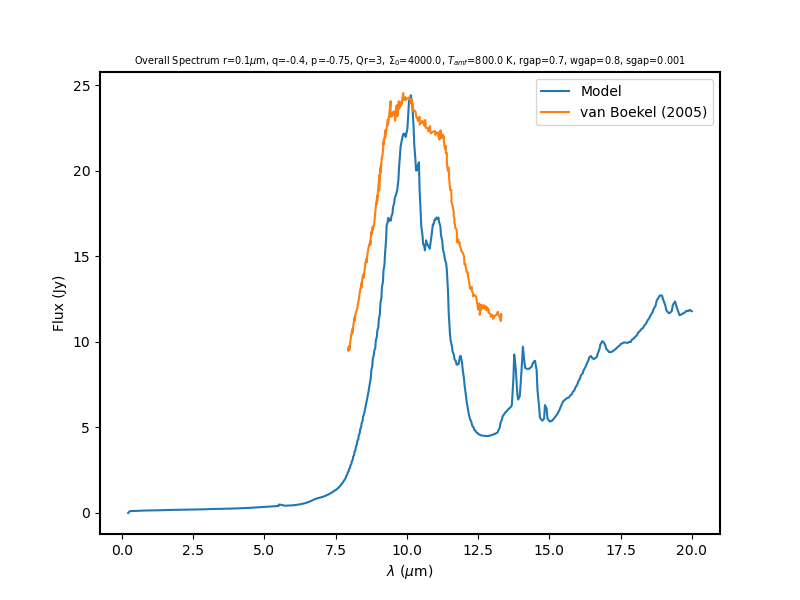 Overall Spectrum r=0.1μm, q=-0.4, p=-0.75, Qr=3, Σ₀=4000.0, T_amf=800.0 K, rgap=0.7, wgap=0.8, sgap=0.001
Model
van Boekel (2005)
25
20
15
10
5
0
Flux (Jy)
0.0 2.5 5.0 7.5 10.0 12.5 15.0 17.5 20.0
λ (μm)